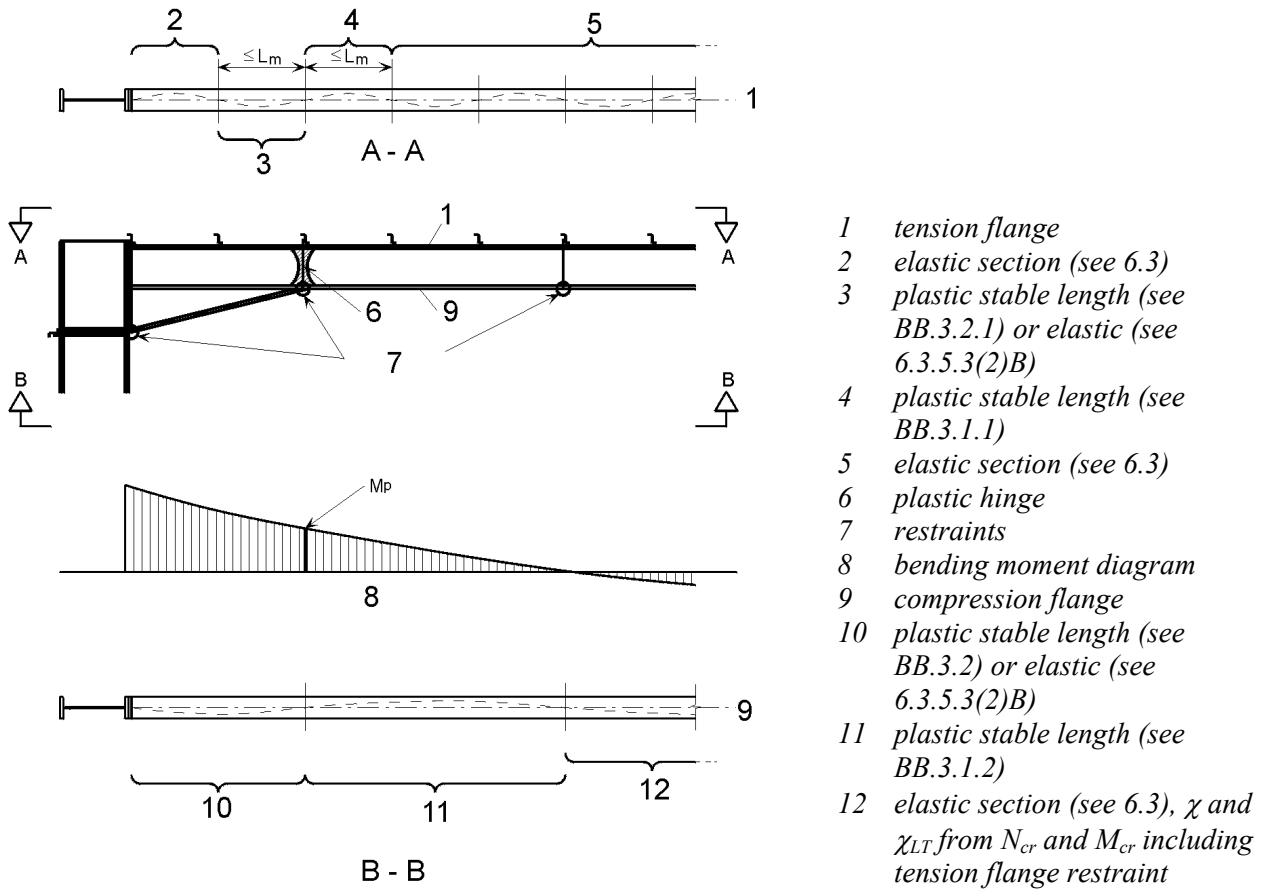 2
4
5
≤Lm
≤Lm
1
3
A - A
1
A
A
6
9
7
B
B
Mp
8
9
10
11
12
B - B
1 tension flange
2 elastic section (see 6.3)
3 plastic stable length (see
BB.3.2.1) or elastic (see
6.3.5.3(2)B)
4 plastic stable length (see
BB.3.1.1)
5 elastic section (see 6.3)
6 plastic hinge
7 restraints
8 bending moment diagram
9 compression flange
10 plastic stable length (see
BB.3.2) or elastic (see
6.3.5.3(2)B)
11 plastic stable length (see
BB.3.1.2)
12 elastic section (see 6.3), χ and
χLT from Ncr and Mcr including
tension flange restraint